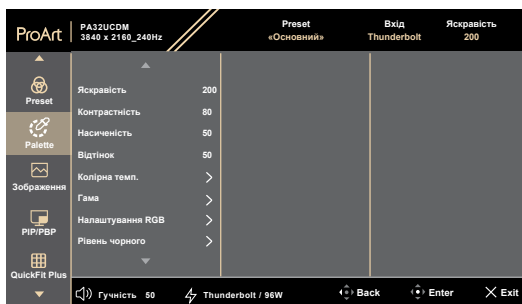 ProArt
PA32UCDM
3840 x 2160_240Hz
Preset
«Основний»
Вхід
Thunderbolt
Яскравість
200
Preset
Palette
Зображення
PIP/PBP
QuickFit Plus
Яскравість 200
Контрастність 80
Насиченість 50
Відтінок 50
Колірна темп.
Гама
Налаштування RGB
Рівень чорного
Гучність 50
Thunderbolt / 96W
Back
Enter
Exit